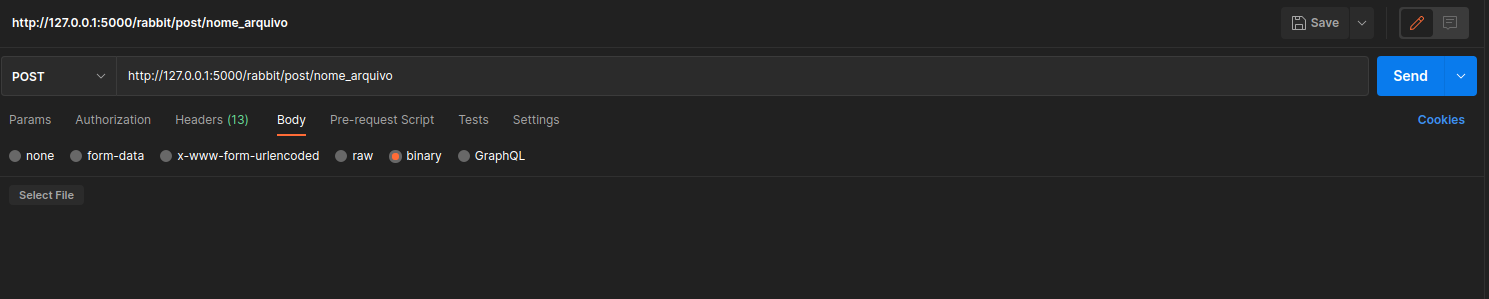 http://127.0.0.1:5000/rabbit/post/nome_arquivo Save
POST http://127.0.0.1:5000/rabbit/post/nome_arquivo Send
Params Authorization Headers (13) Body Pre-request Script Tests Settings Cookies
none form-data x-www-form-urlencoded raw binary GraphQL
Select File